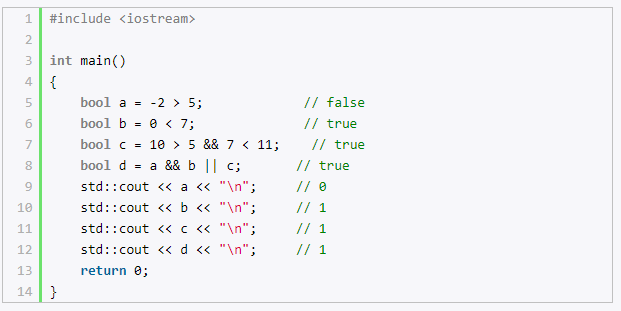 1 #include <iostream>
2
3 int main()
4 {
5     bool a = -2 > 5;             // false
6     bool b = 0 < 7;              // true
7     bool c = 10 > 5 && 7 < 11;    // true
8     bool d = a && b || c;       // true
9     std::cout << a << "\n";     // 0
10     std::cout << b << "\n";     // 1
11     std::cout << c << "\n";     // 1
12     std::cout << d << "\n";     // 1
13     return 0;
14 }